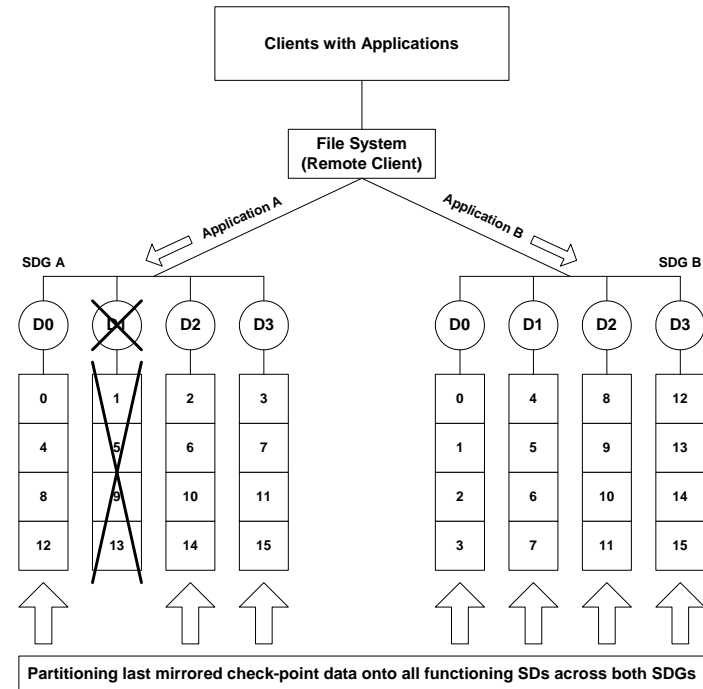 Clients with Applications
File System
(Remote Client)
Application A
Application B
SDG A
SDG B
D0
D1
D2
D3
D0
D1
D2
D3
0
1
2
3
0
4
8
12
4
5
6
7
1
5
9
13
8
9
10
11
2
6
10
14
12
13
14
15
3
7
11
15
Partitioning last mirrored check-point data onto all functioning SDs across both SDGs